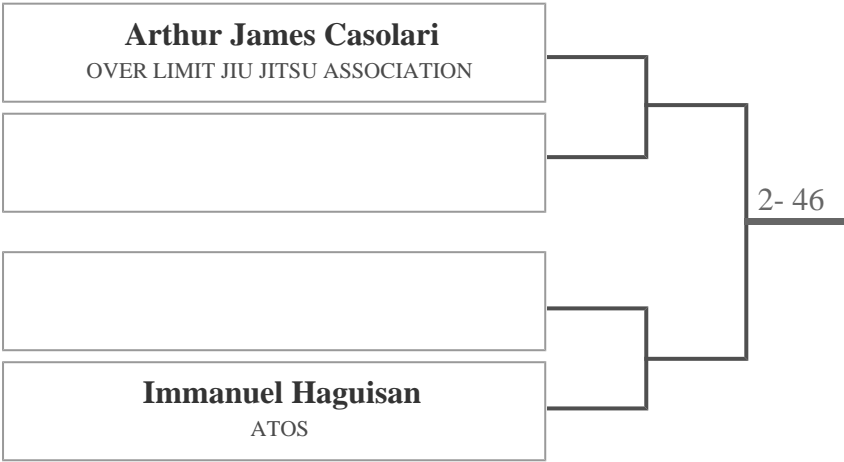 Arthur James Casolari
OVER LIMIT JIU JITSU ASSOCIATION
2- 46
Immanuel Haguisan
ATOS